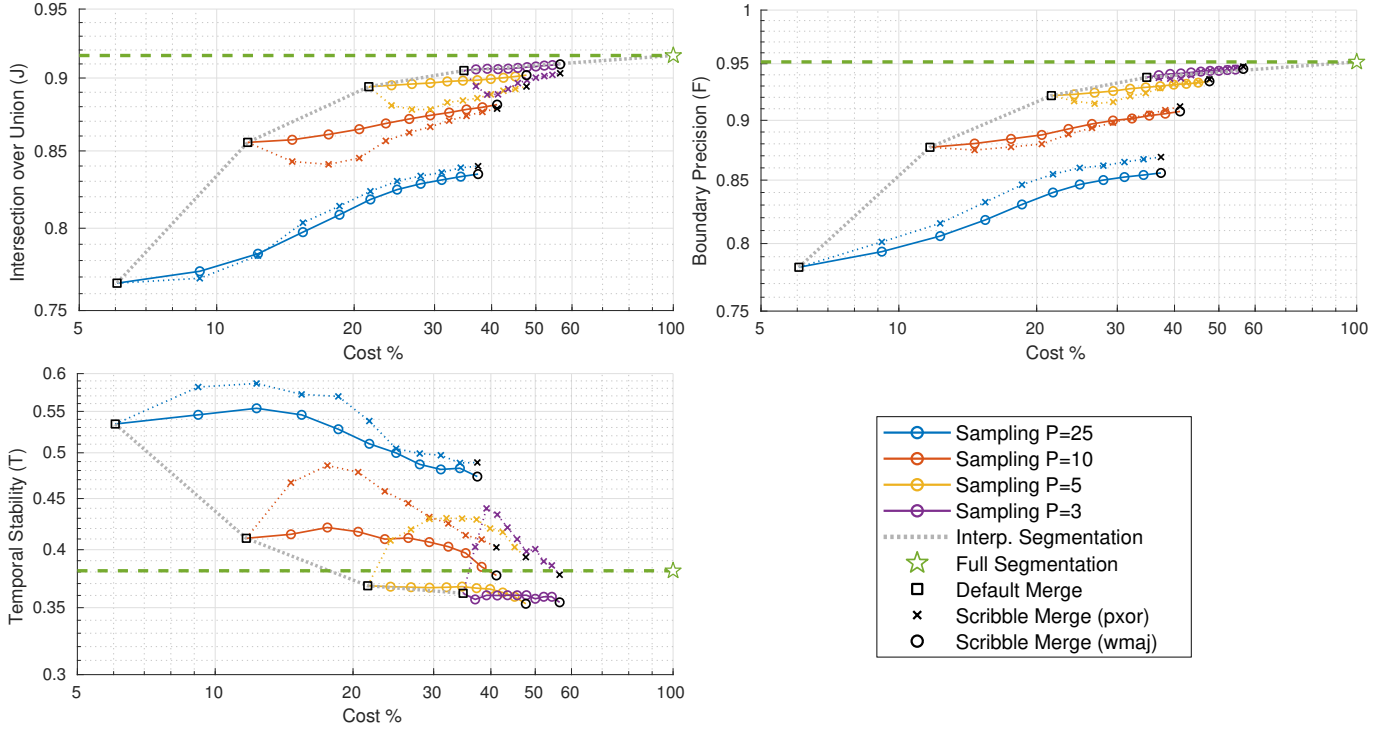 0.95
0.9
0.85
0.8
0.75
5
10
20
30
40
50
60
100
Cost %
Intersection over Union (J)
1
0.95
0.9
0.85
0.8
0.75
5
10
20
30
40
50
60
100
Cost %
Boundary Precision (F)
0.6
0.55
0.5
0.45
0.4
0.35
0.3
5
10
20
30
40
50
60
100
Cost %
Temporal Stability (T)
Sampling P=25
Sampling P=10
Sampling P=5
Sampling P=3
Interp. Segmentation
Full Segmentation
Default Merge
Scribble Merge (pxor)
Scribble Merge (wmaj)